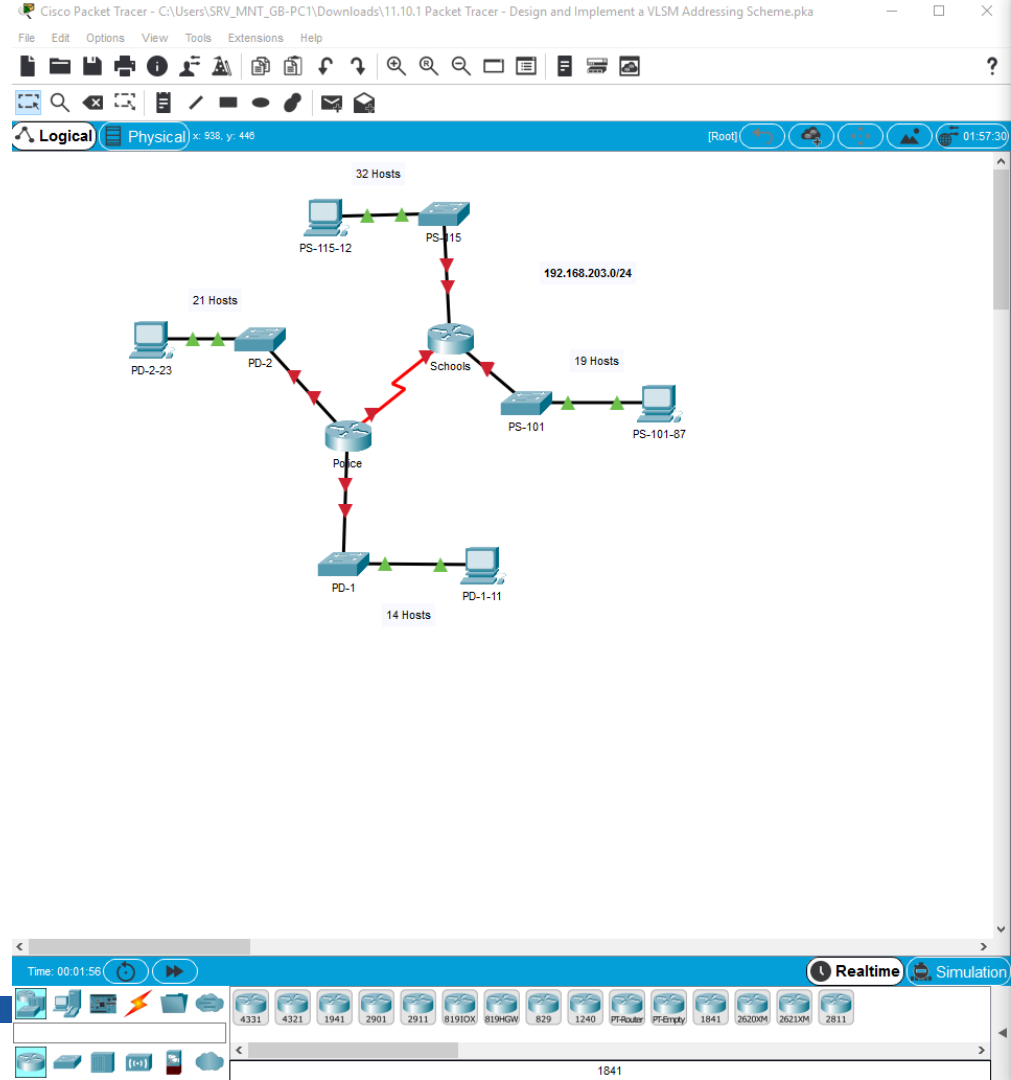 Cisco Packet Tracer - C:\Users\SRV_MNT_GB-PC1\Downloads\11.10.1 Packet Tracer - Design and Implement a VLSM Addressing Scheme.pka
File Edit Options View Tools Extensions Help
?
Logical Physical x: 938, y: 446 [Root] 01:57:30
32 Hosts
PS-115-12
PS-115
192.168.203.0/24
21 Hosts
PD-2-23
PD-2
Schools
19 Hosts
PS-101
PS-101-87
Police
PD-1
PD-1-11
14 Hosts
Time: 00:01:56 Realtime Simulation
4331 4321 1941 2901 2911 819IOX 819HGW 829 1240 PT-Router PT-Empty 1841 2620XM 2621XM 2811
1841